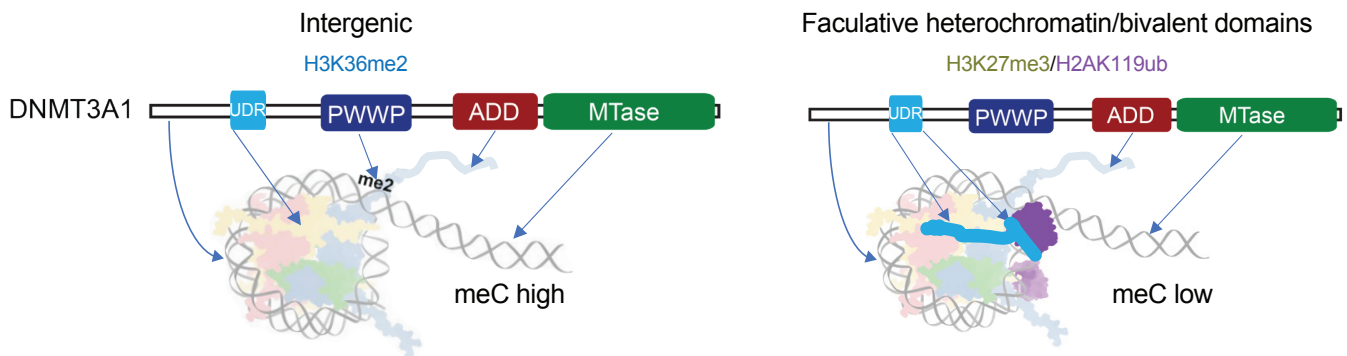 Intergenic
H3K36me2
DNMT3A1
UDR
PWWP
ADD
MTase
me2
meC high
Faculative heterochromatin/bivalent domains
H3K27me3/H2AK119ub
UDR
PWWP
ADD
MTase
meC low